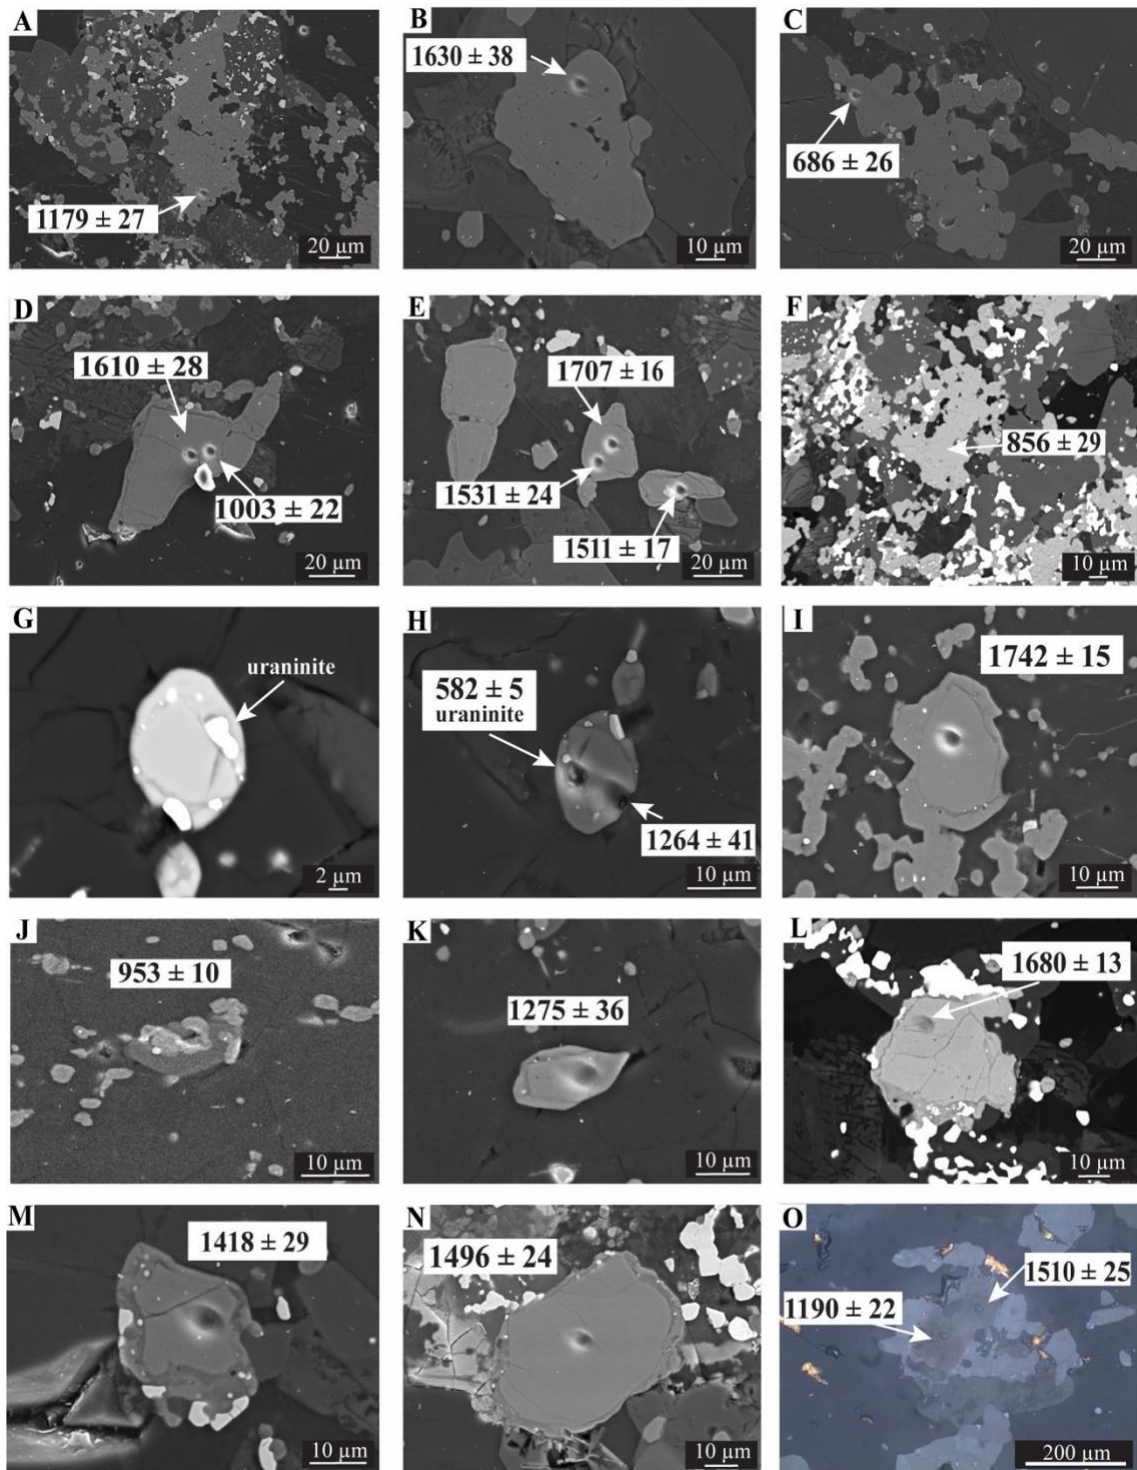 A
1179 ± 27
20 µm
B
1630 ± 38
10 µm
C
686 ± 26
20 µm
D
1610 ± 28
1003 ± 22
20 µm
E
1707 ± 16
1531 ± 24
1511 ± 17
20 µm
F
856 ± 29
10 µm
G
uraninite
2 µm
H
582 ± 5
uraninite
1264 ± 41
10 µm
I
1742 ± 15
10 µm
J
953 ± 10
10 µm
K
1275 ± 36
10 µm
L
1680 ± 13
10 µm
M
1418 ± 29
10 µm
N
1496 ± 24
10 µm
O
1510 ± 25
1190 ± 22
200 µm